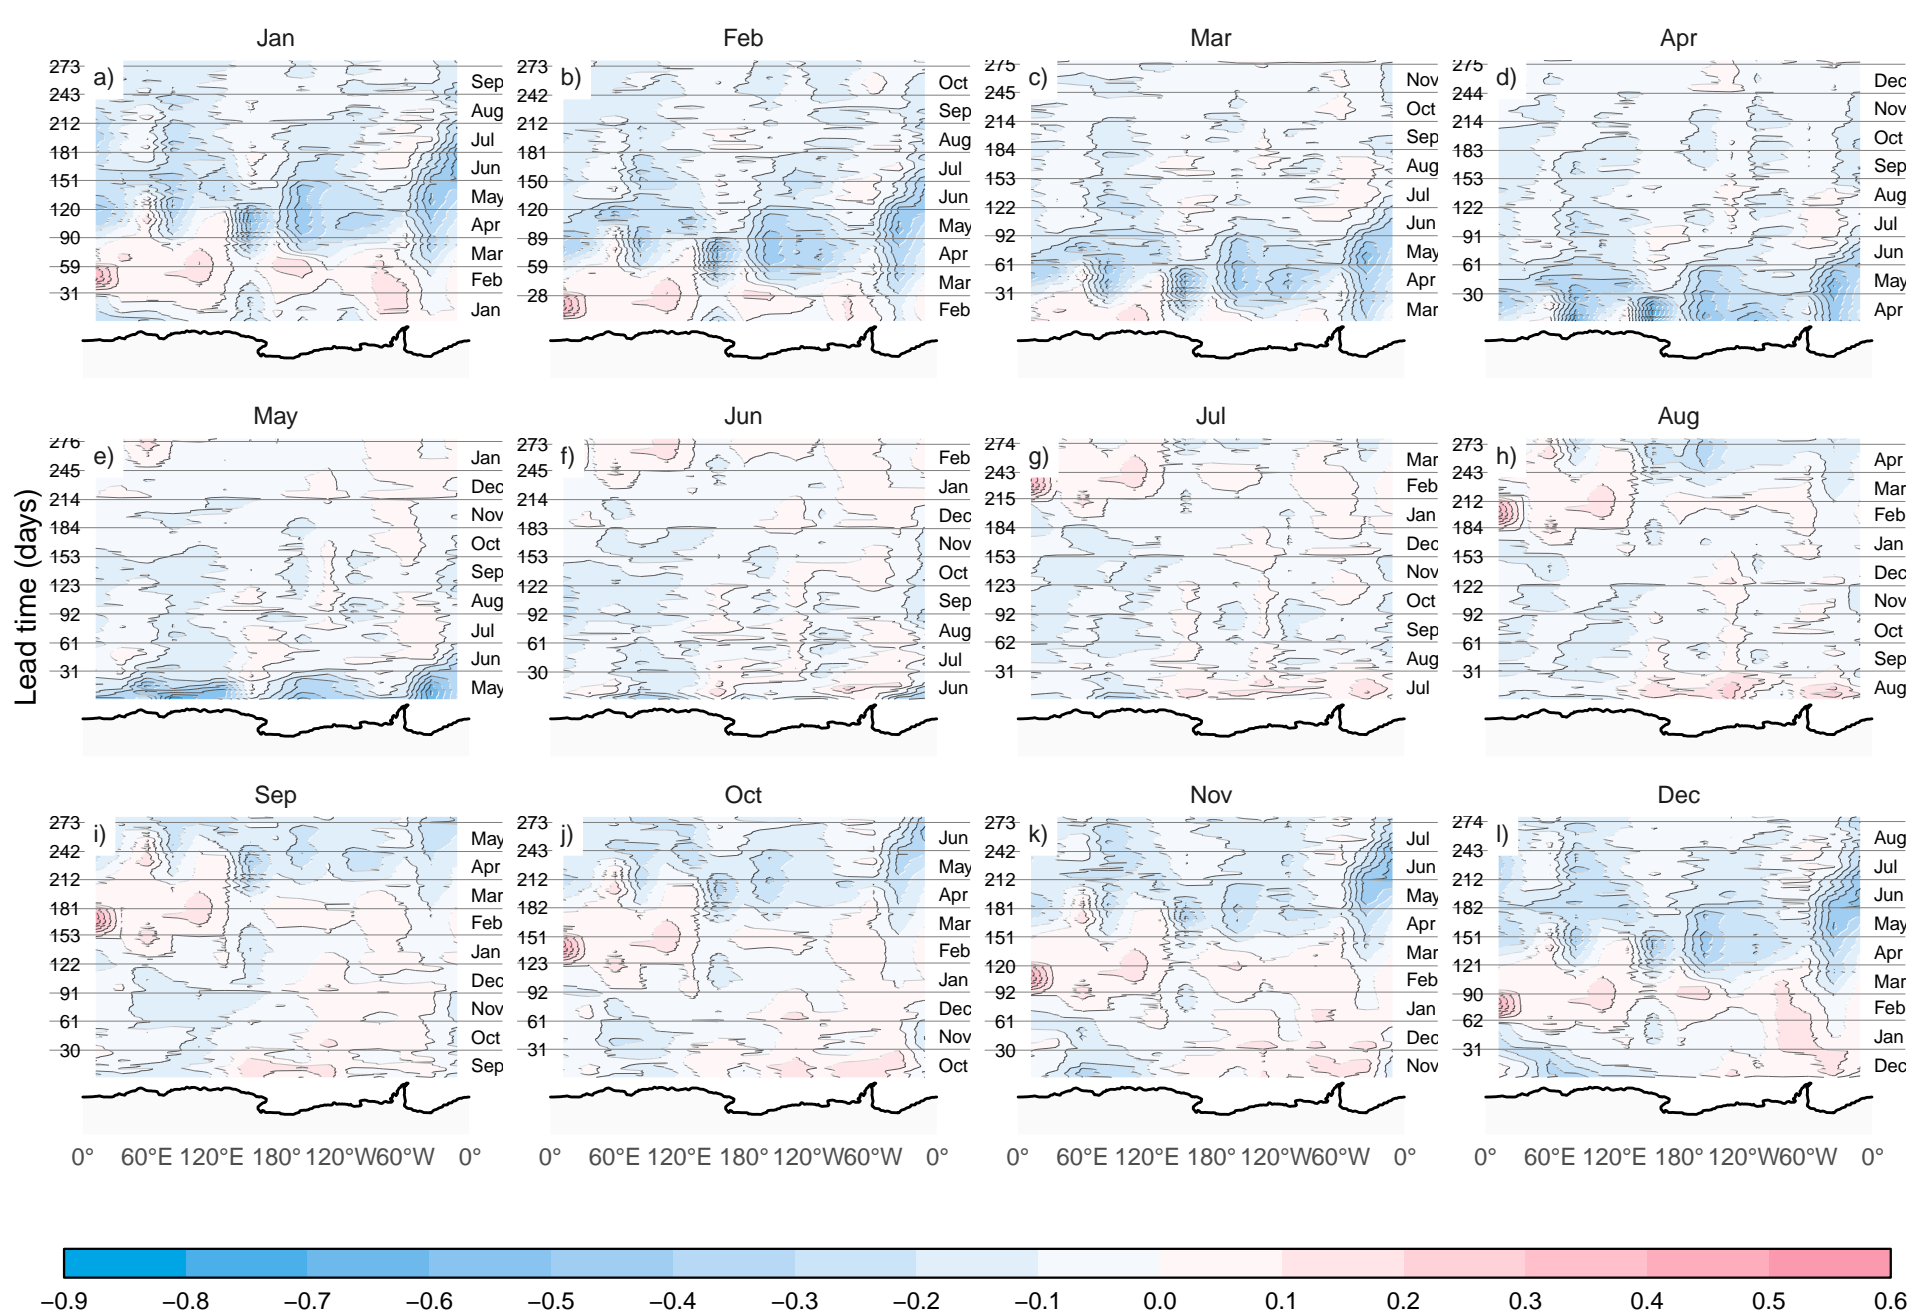 Jan Feb Mar Apr
a) b) c) d)
273 243 212 181 151 120 90 59 31
Sep Aug Jul Jun May Apr Mar Feb Jan
273 242 212 181 150 120 89 59 28
Oct Sep Aug Jul Jun May Apr Mar Feb
275 245 214 184 153 122 92 61 31
Nov Oct Sep Aug Jul Jun May Apr Mar
275 244 214 183 153 122 91 61 30
Dec Nov Oct Sep Aug Jul Jun May Apr
Lead time (days)
May Jun Jul Aug
e) f) g) h)
276 245 214 184 153 123 92 61 31
Jan Dec Nov Oct Sep Aug Jul Jun May
273 245 214 183 153 122 92 61 30
Feb Jan Dec Nov Oct Sep Aug Jul Jun
274 243 215 184 153 123 92 62 31
Mar Feb Jan Dec Nov Oct Sep Aug Jul
273 243 212 184 153 122 92 61 31
Apr Mar Feb Jan Dec Nov Oct Sep Aug
Sep Oct Nov Dec
i) j) k) l)
273 242 212 181 153 122 91 61 30
May Apr Mar Feb Jan Dec Nov Oct Sep
273 243 212 182 151 123 92 61 31
Jun May Apr Mar Feb Jan Dec Nov Oct
273 243 212 181 151 120 92 61 30
Jul Jun May Apr Mar Feb Jan Dec Nov
274 243 212 182 151 121 90 62 31
Aug Jul Jun May Apr Mar Feb Jan Dec
0° 60°E 120°E 180° 120°W 60°W 0°
0° 60°E 120°E 180° 120°W 60°W 0°
0° 60°E 120°E 180° 120°W 60°W 0°
0° 60°E 120°E 180° 120°W 60°W 0°
−0.9 −0.8 −0.7 −0.6 −0.5 −0.4 −0.3 −0.2 −0.1 0.0 0.1 0.2 0.3 0.4 0.5 0.6